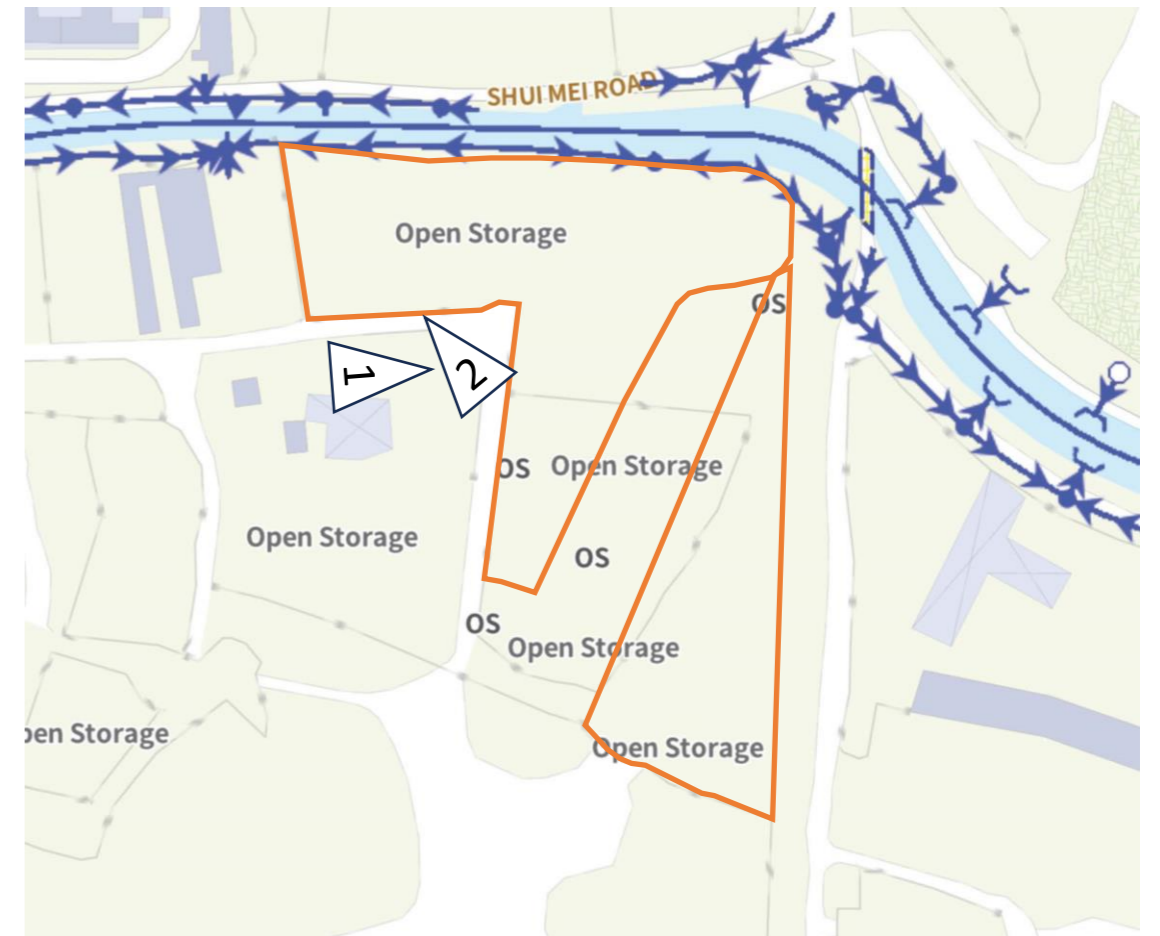 SHUI MEI ROAD
Open Storage
OS
1
2
OS
Open Storage
Open Storage
OS
OS
Open Storage
pen Storage
Open Storage